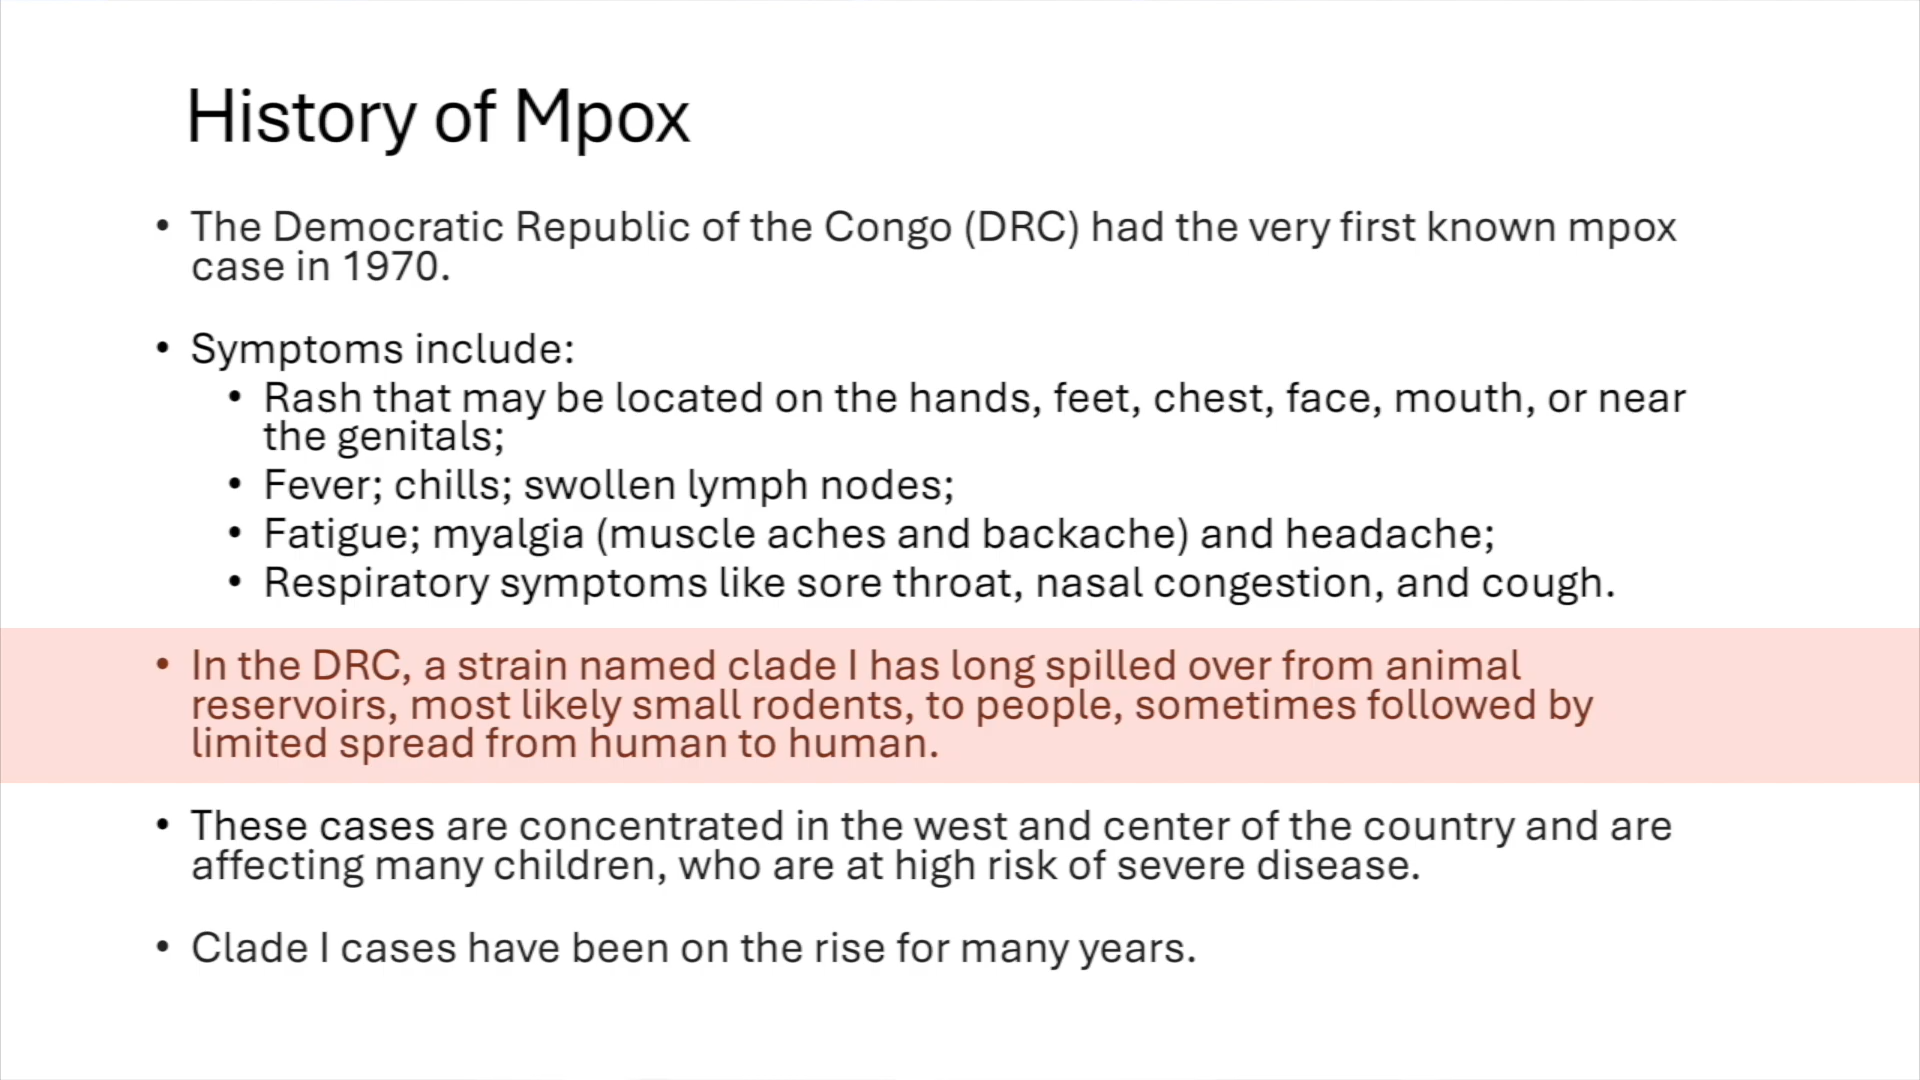 History of Mpox
• The Democratic Republic of the Congo (DRC) had the very first known mpox
case in 1970.
• Symptoms include:
• Rash that may be located on the hands, feet, chest, face, mouth, or near
the genitals;
• Fever; chills; swollen lymph nodes;
• Fatigue; myalgia (muscle aches and backache) and headache;
• Respiratory symptoms like sore throat, nasal congestion, and cough.
• In the DRC, a strain named clade I has long spilled over from animal
reservoirs, most likely small rodents, to people, sometimes followed by
limited spread from human to human.
• These cases are concentrated in the west and center of the country and are
affecting many children, who are at high risk of severe disease.
• Clade I cases have been on the rise for many years.